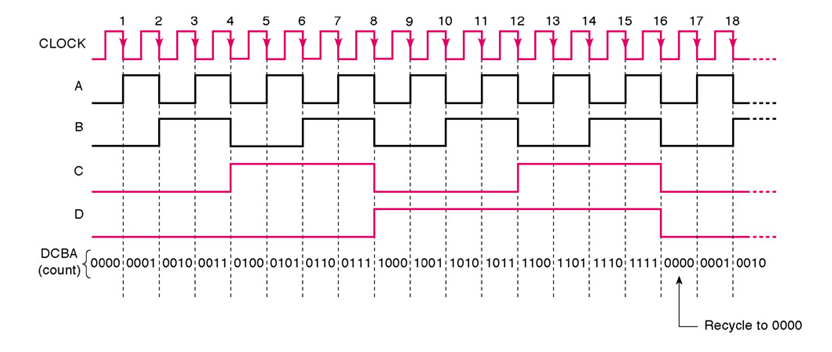 1 2 3 4 5 6 7 8 9 10 11 12 13 14 15 16 17 18
CLOCK
A
B
C
D
DCBA
(count)
0000 0001 0010 0011 0100 0101 0110 0111 1000 1001 1010 1011 1100 1101 1110 1111 0000 0001 0010
Recycle to 0000